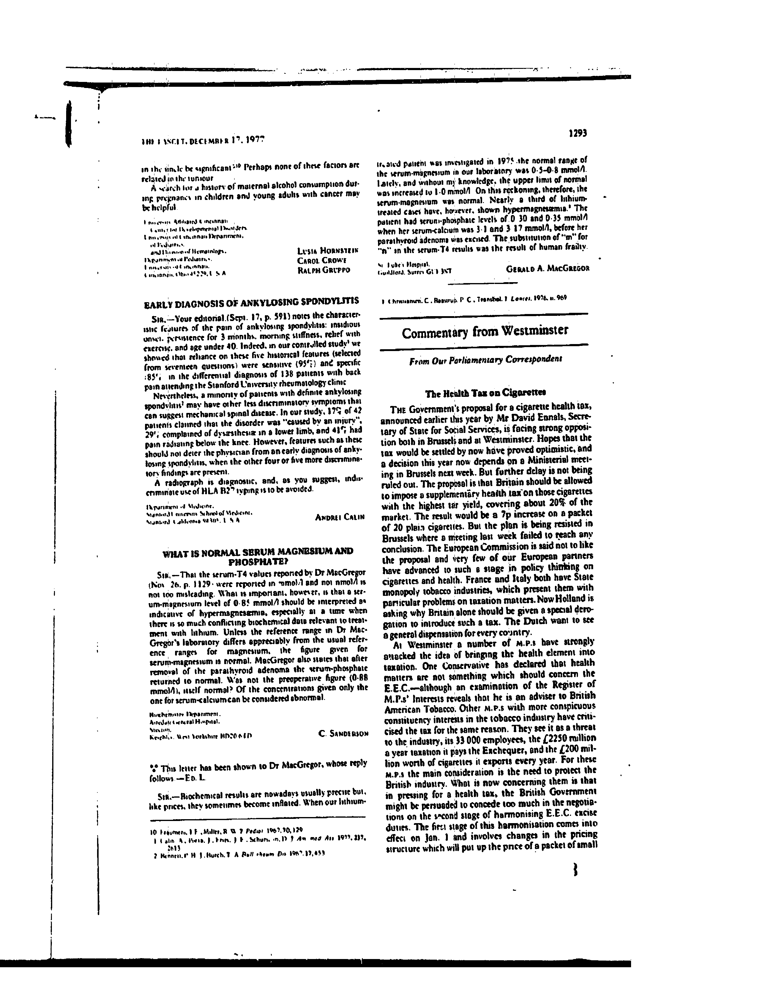 THE LANCET, DECEMBER 17, 1977
1293
in the single be significant 10 Perhaps none of these factors are
related to the tumour
A search for a history of maternal alcohol consumption dur-
ing pregnancy in children and young adults with cancer may
be helpful
Center for Developmental Disorders,
University of Cincinnati Department,
of Pediatrics,
and Division of Hematology,
Department of Pediatrics,
University of Cincinnati,
Cincinnati, Ohio 45229, U S A
LUSIA HORNSTEIN
CAROL CROWE
RALPH GRUPPO
EARLY DIAGNOSIS OF ANKYLOSING SPONDYLITIS
SIR,—Your editorial (Sept. 17, p. 591) notes the character-
istic features of the pain of ankylosing spondylitis: insidious
onset, persistence for 3 months, morning stiffness, relief with
exercise, and age under 40. Indeed, in our controlled study¹ we
showed that reliance on these five historical features (selected
from seventeen questions) were sensitive (95%) and specific
(85%) in the differential diagnosis of 138 patients with back
pain attending the Stanford University rheumatology clinic
Nevertheless, a minority of patients with definite ankylosing
spondylitis² may have other less discriminatory symptoms that
can suggest mechanical spinal disease. In our study, 17% of 42
patients claimed that the disorder was "caused by an injury",
29% complained of dysesthesiæ in a lower limb, and 41% had
pain radiating below the knee. However, features such as these
should not deter the physician from an early diagnosis of anky-
losing spondylitis, when the other four or five more discrimina-
tory findings are present.
A radiograph is diagnostic, and, as you suggest, indis-
criminate use of HLA B27 typing is to be avoided.
Department of Medicine,
Stanford University School of Medicine,
Stanford California 94305, U S A
ANDREI CALIN
WHAT IS NORMAL SERUM MAGNESIUM AND
PHOSPHATE?
SIR,—That the serum-T4 values reported by Dr MacGregor
(Nov 26, p. 1129) were reported in mmol/l and not nmol/l is
not too misleading. What is important, however, is that a ser-
um-magnesium level of 0·85 mmol/l should be interpreted as
indicative of hypermagnesæmia, especially at a time when
there is so much conflicting biochemical data relevant to treat-
ment with lithium. Unless the reference range in Dr Mac-
Gregor's laboratory differs appreciably from the usual refer-
ence ranges for magnesium, the figure given for
serum-magnesium is normal. MacGregor also states that after
removal of the parathyroid adenoma the serum-phosphate
returned to normal. Was not the preoperative figure (0·88
mmol/l), itself normal? Of the concentrations given only the
one for serum-calcium can be considered abnormal.
Biochemistry Department,
Airedale General Hospital,
Steeton,
Keighley, West Yorkshire BD20 6TD
C. SANDERSON
*** This letter has been shown to Dr MacGregor, whose reply
follows —ED. L.
SIR,—Biochemical results are nowadays usually precise but,
like prices, they sometimes become inflated. When our lithium-
10 Fraumeni, J F, Miller, R W. J Pediat 1967, 70, 129
1 Calin, A, Porta, J, Fries, J F, Schurman, D J Am med Ass 1977, 237,
2613
2 Bennett, P H J, Burch, T A Bull rheum Dis 1967, 17, 453
treated patient was investigated in 1975 the normal range of
the serum-magnesium in our laboratory was 0·5–0·8 mmol/l.
Lately, and without my knowledge, the upper limit of normal
was increased to 1·0 mmol/l On this reckoning, therefore, the
serum-magnesium was normal. Nearly a third of lithium-
treated cases have, however, shown hypermagnesæmia.¹ The
patient had serum-phosphate levels of 0 30 and 0·35 mmol/l
when her serum-calcium was 3·1 and 3 17 mmol/l, before her
parathyroid adenoma was excised. The substitution of "m" for
"n" in the serum-T4 results was the result of human frailty.
St Luke's Hospital,
Guildford, Surrey GU1 3NT
GERALD A. MACGREGOR
1 Christiansen, C, Baastrup, P C, Transbøl, I Lancet, 1976, ii, 969
Commentary from Westminster
From Our Parliamentary Correspondent
The Health Tax on Cigarettes
THE Government's proposal for a cigarette health tax,
announced earlier this year by Mr David Ennals, Secre-
tary of State for Social Services, is facing strong opposi-
tion both in Brussels and at Westminster. Hopes that the
tax would be settled by now have proved optimistic, and
a decision this year now depends on a Ministerial meet-
ing in Brussels next week. But further delay is not being
ruled out. The proposal is that Britain should be allowed
to impose a supplementary health tax on those cigarettes
with the highest tar yield, covering about 20% of the
market. The result would be a 7p increase on a packet
of 20 plain cigarettes. But the plan is being resisted in
Brussels where a meeting last week failed to reach any
conclusion. The European Commission is said not to like
the proposal and very few of our European partners
have advanced to such a stage in policy thinking on
cigarettes and health. France and Italy both have State
monopoly tobacco industries, which present them with
particular problems on taxation matters. Now Holland is
asking why Britain alone should be given a special dero-
gation to introduce such a tax. The Dutch want to see
a general dispensation for every country.
At Westminster a number of M.P.s have strongly
attacked the idea of bringing the health element into
taxation. One Conservative has declared that health
matters are not something which should concern the
E.E.C.—although an examination of the Register of
M.P.s' Interests reveals that he is an adviser to British
American Tobacco. Other M.P.s with more conspicuous
constituency interests in the tobacco industry have criti-
cised the tax for the same reason. They see it as a threat
to the industry, its 33 000 employees, the £2250 million
a year taxation it pays the Exchequer, and the £200 mil-
lion worth of cigarettes it exports every year. For these
M.P.s the main consideration is the need to protect the
British industry. What is now concerning them is that
in pressing for a health tax, the British Government
might be persuaded to concede too much in the negotia-
tions on the second stage of harmonising E.E.C. excise
duties. The first stage of this harmonisation comes into
effect on Jan. 1 and involves changes in the pricing
structure which will put up the price of a packet of small